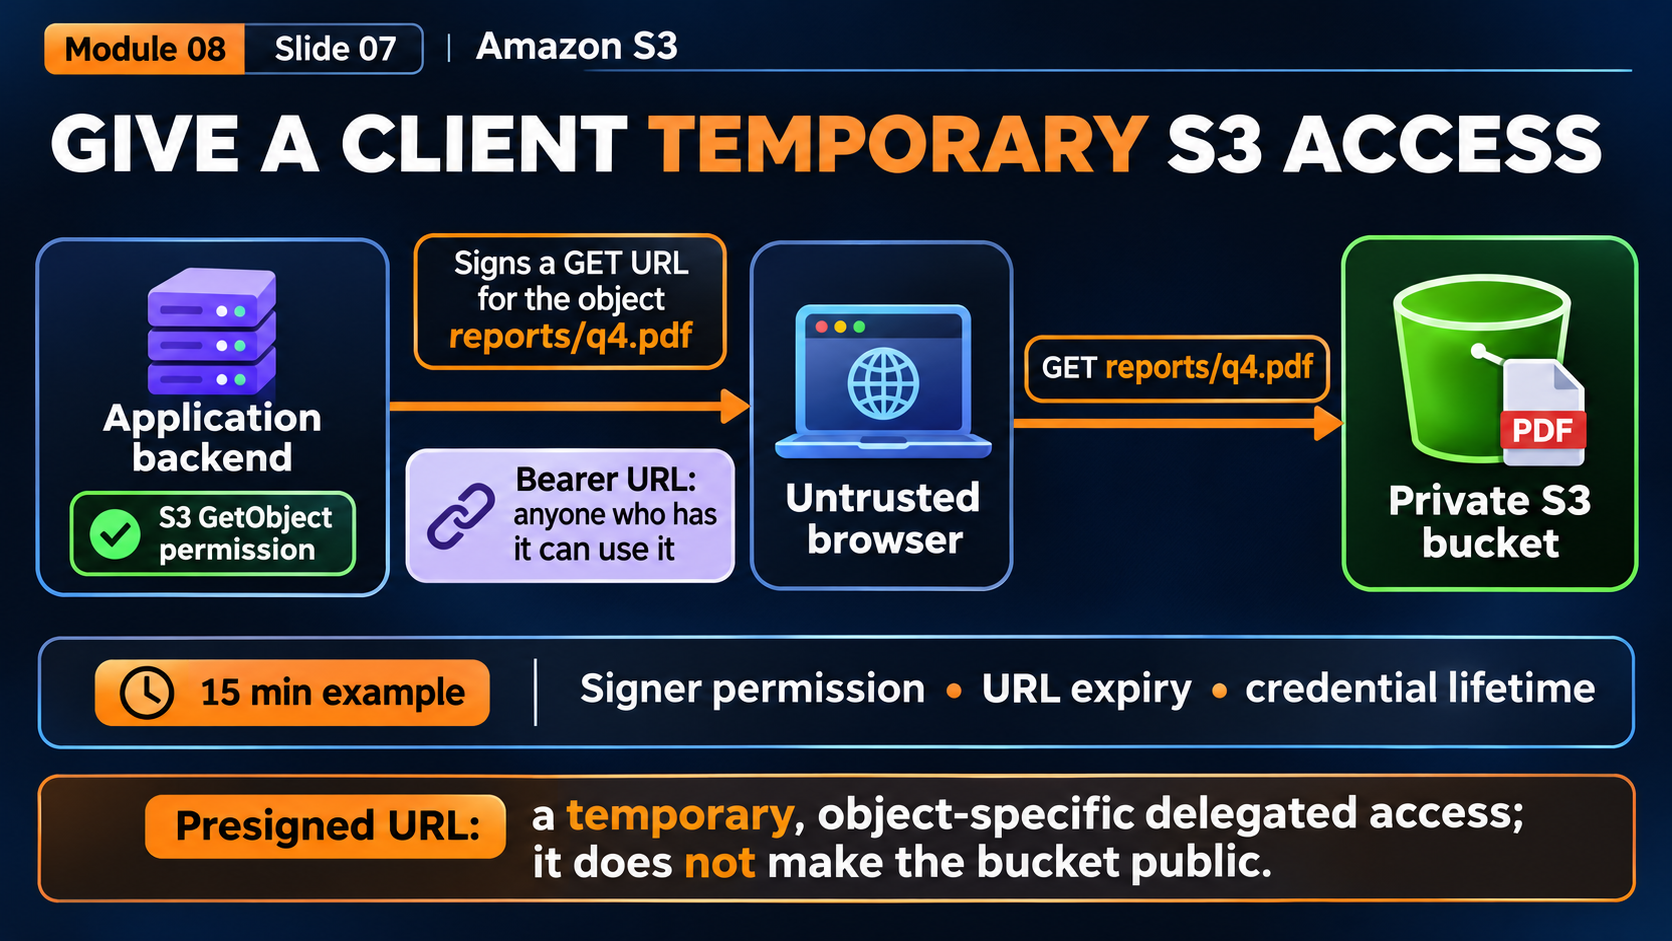 Module 08
Slide 07
Amazon S3
GIVE A CLIENT TEMPORARY S3 ACCESS
Application
backend
S3 GetObject
permission
Signs a GET URL
for the object
reports/q4.pdf
Bearer URL:
anyone who has
it can use it
Untrusted
browser
GET reports/q4.pdf
PDF
Private S3
bucket
15 min example
Signer permission • URL expiry • credential lifetime
Presigned URL:
a temporary, object-specific delegated access;
it does not make the bucket public.